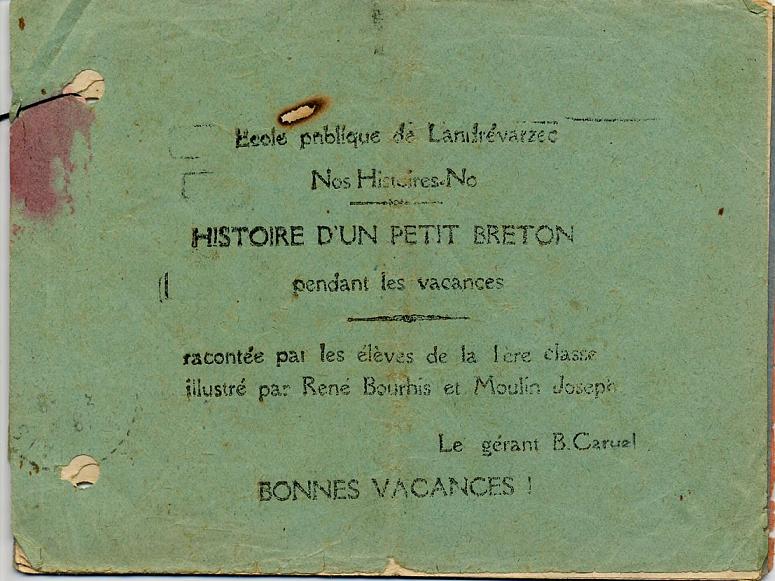 Ecole publique de Landrévarzec
Nos Histoires-No
HISTOIRE D'UN PETIT BRETON
pendant les vacances
racontée par les élèves de la 1ère classe
illustré par René Bourhis et Moulin Joseph
Le gérant B.Caruel
BONNES VACANCES !